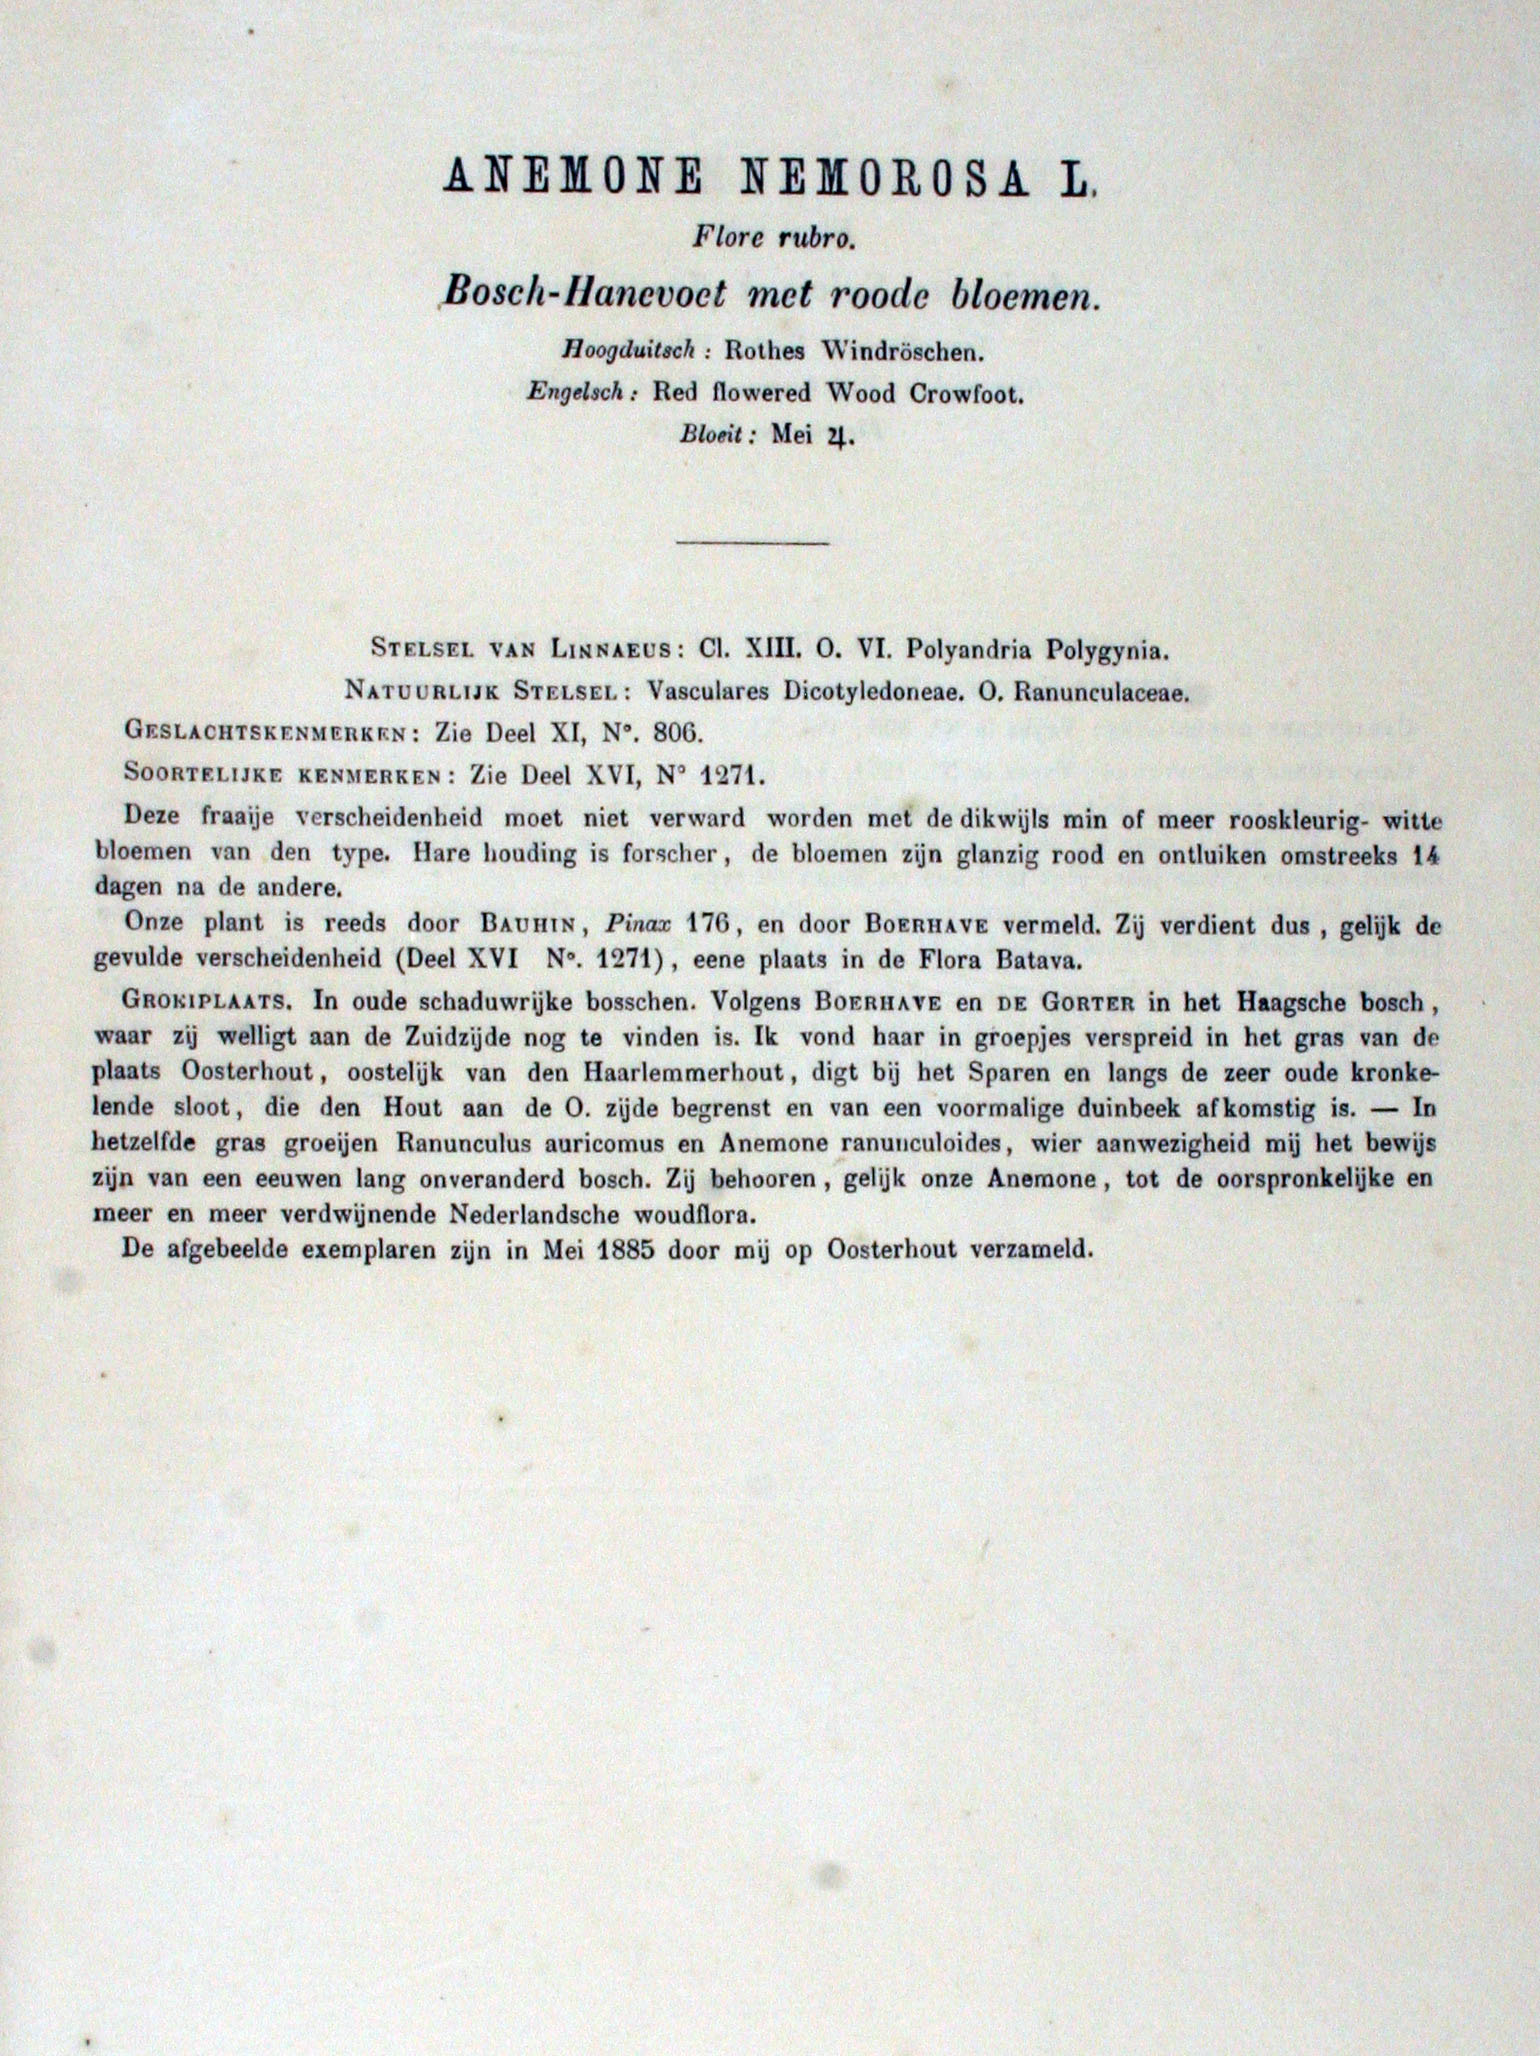 ANEMONE NEMOROSA L.
Flore rubro.
Bosch-Hanevoet met roode bloemen.
Hoogduitsch : Rothes Windröschen.
Engelsch : Red flowered Wood Crowfoot.
Bloeit : Mei ♃.
STELSEL VAN LINNAEUS: Cl. XIII. O. VI. Polyandria Polygynia.
NATUURLIJK STELSEL: Vasculares Dicotyledoneae. O. Ranunculaceae.
GESLACHTSKENMERKEN: Zie Deel XI, N°. 806.
SOORTELIJKE KENMERKEN: Zie Deel XVI, N° 1271.
Deze fraaije verscheidenheid moet niet verward worden met de dikwijls min of meer rooskleurig- witte
bloemen van den type. Hare houding is forscher, de bloemen zijn glanzig rood en ontluiken omstreeks 14
dagen na de andere.
Onze plant is reeds door BAUHIN, Pinax 176, en door BOERHAVE vermeld. Zij verdient dus, gelijk de
gevulde verscheidenheid (Deel XVI N°. 1271), eene plaats in de Flora Batava.
GROEIPLAATS. In oude schaduwrijke bosschen. Volgens BOERHAVE en DE GORTER in het Haagsche bosch,
waar zij welligt aan de Zuidzijde nog te vinden is. Ik vond haar in groepjes verspreid in het gras van de
plaats Oosterhout, oostelijk van den Haarlemmerhout, digt bij het Sparen en langs de zeer oude kronke-
lende sloot, die den Hout aan de O. zijde begrenst en van een voormalige duinbeek afkomstig is. — In
hetzelfde gras groeijen Ranunculus auricomus en Anemone ranunculoides, wier aanwezigheid mij het bewijs
zijn van een eeuwen lang onveranderd bosch. Zij behooren, gelijk onze Anemone, tot de oorspronkelijke en
meer en meer verdwijnende Nederlandsche woudflora.
De afgebeelde exemplaren zijn in Mei 1885 door mij op Oosterhout verzameld.